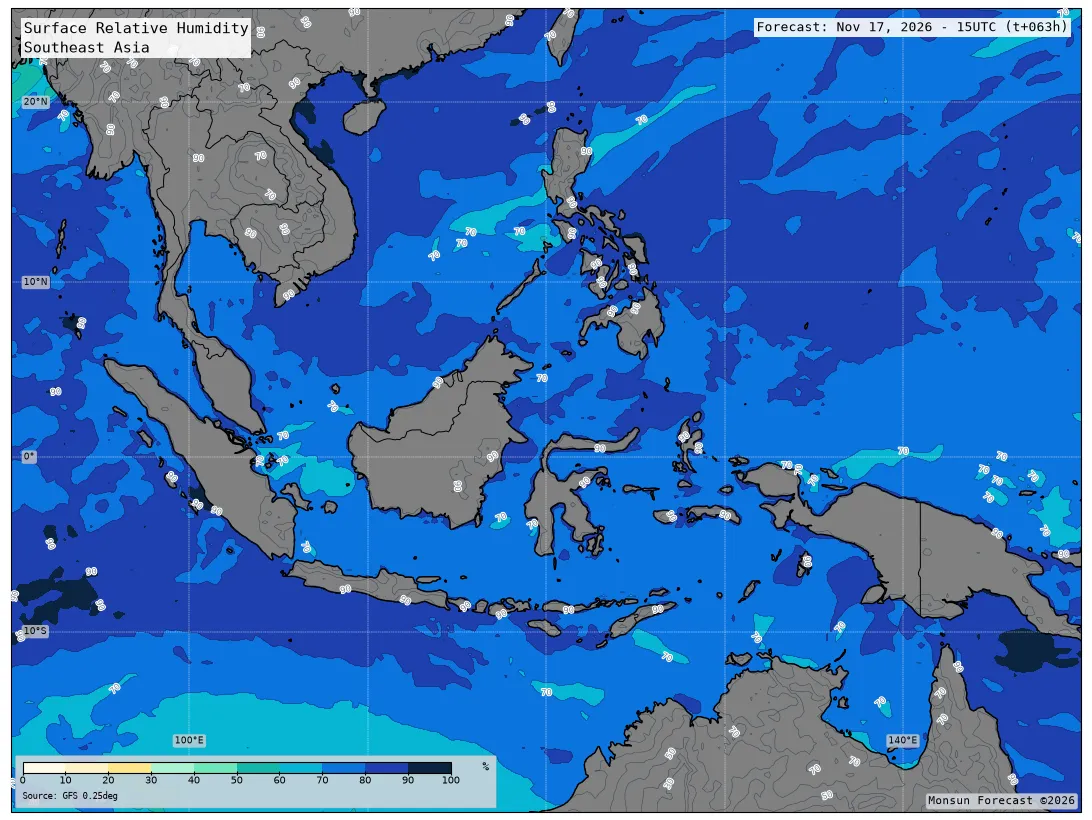 Surface Relative Humidity
Southeast Asia
Forecast: Nov 17, 2026 - 15UTC (t+063h)
20°N
10°N
0°
10°S
100°E
140°E
0 10 20 30 40 50 60 70 80 90 100 %
Source: GFS 0.25deg
Monsun Forecast ©2026